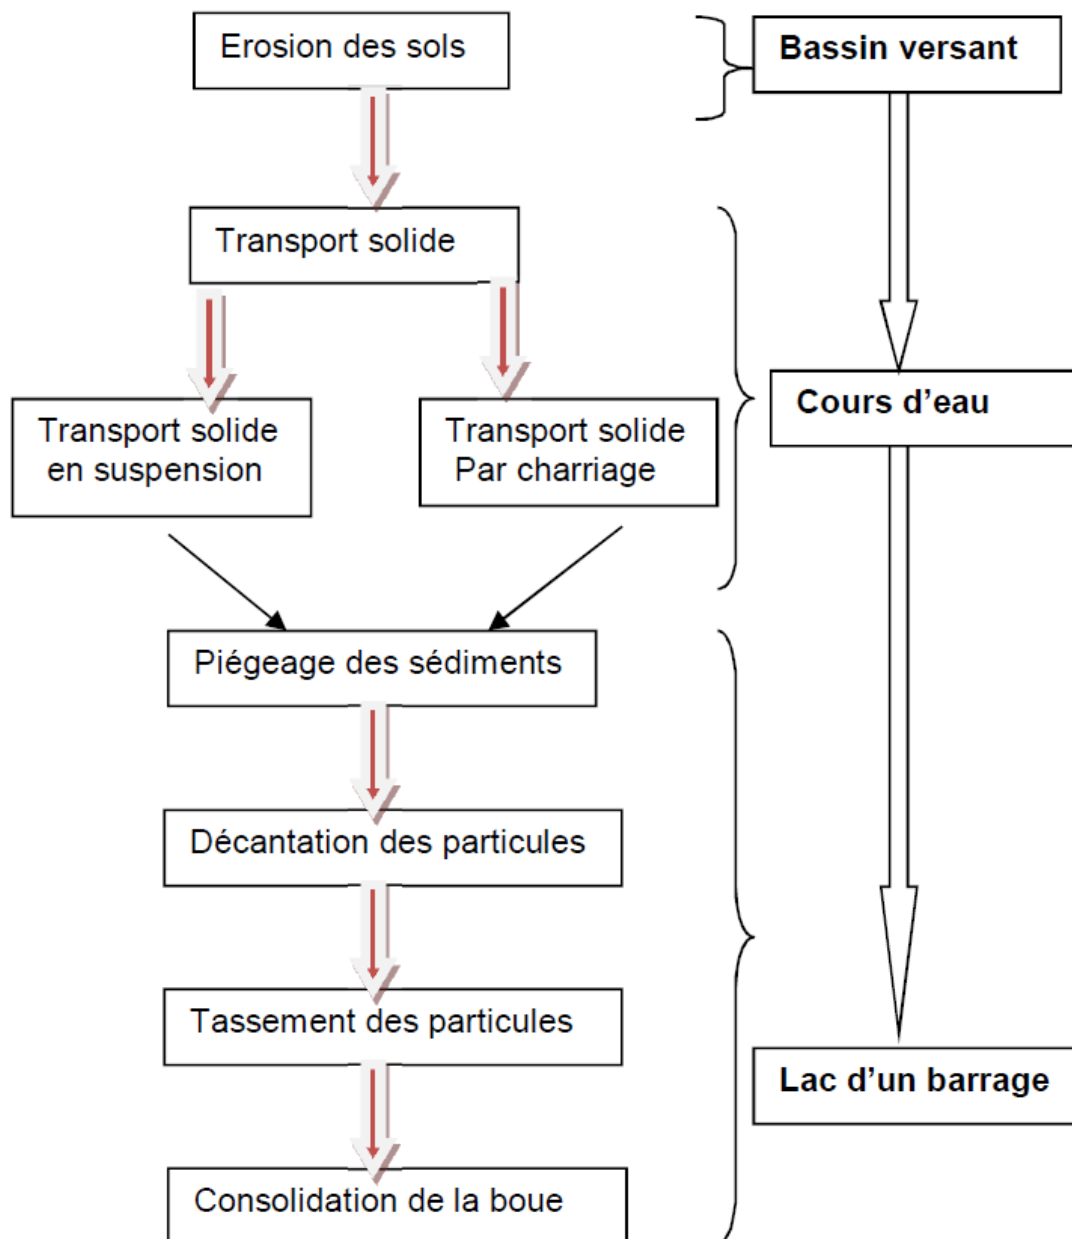 Erosion des sols
Bassin versant
Transport solide
Cours d'eau
Transport solide
en suspension
Transport solide
Par charriage
Piégeage des sédiments
Décantation des particules
Tassement des particules
Lac d'un barrage
Consolidation de la boue